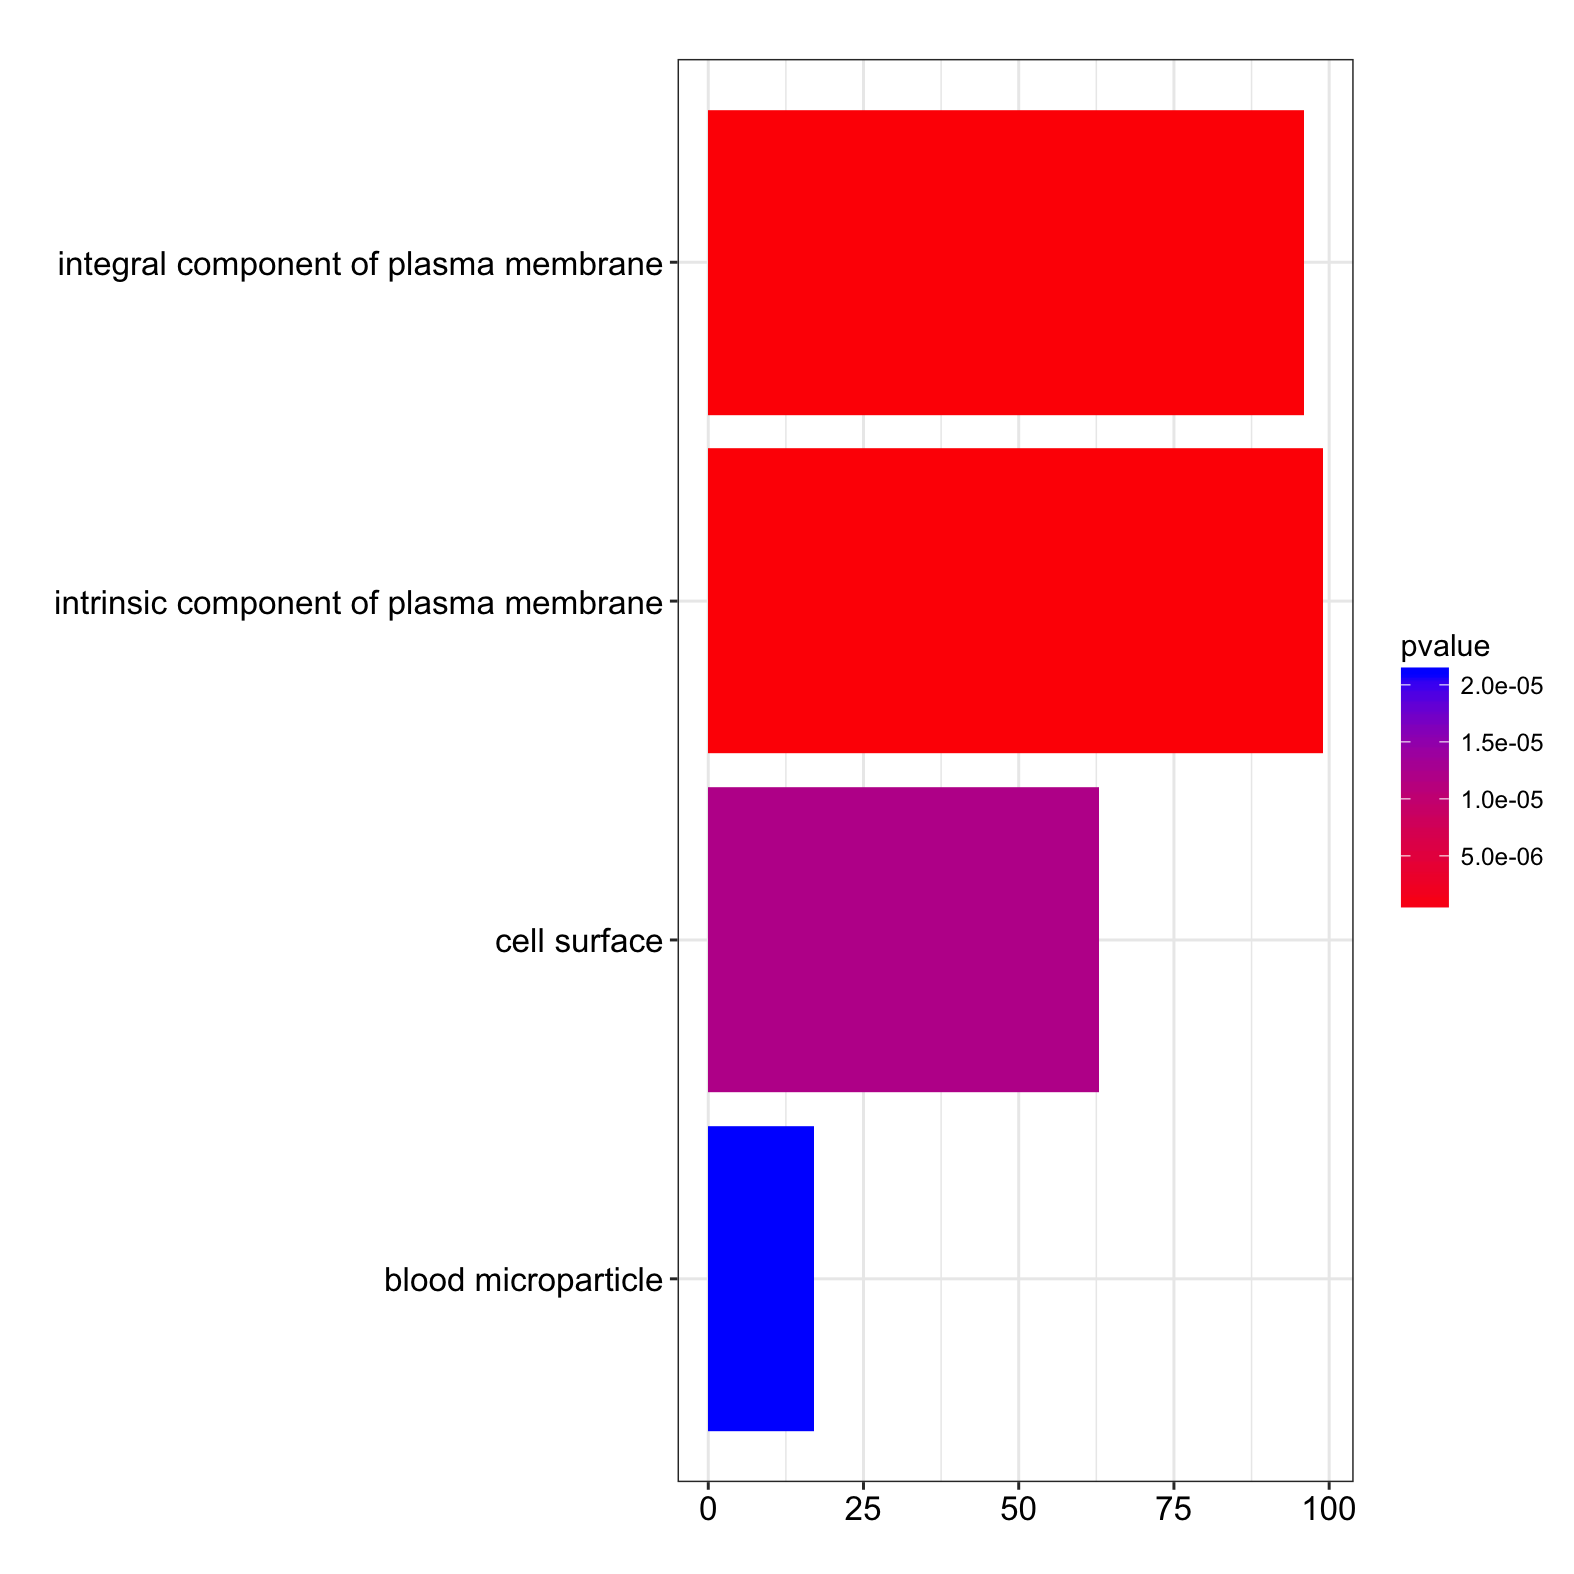 integral component of plasma membrane
intrinsic component of plasma membrane
cell surface
blood microparticle
0 25 50 75 100
pvalue
2.0e-05
1.5e-05
1.0e-05
5.0e-06